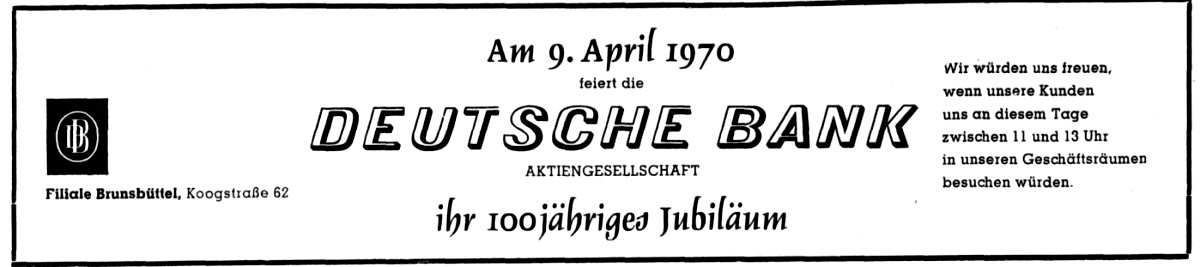 DB
Filiale Brunsbüttel, Koogstraße 62
Am 9. April 1970
feiert die
DEUTSCHE BANK
AKTIENGESELLSCHAFT
ihr 100jähriges Jubiläum
Wir würden uns freuen,
wenn unsere Kunden
uns an diesem Tage
zwischen 11 und 13 Uhr
in unseren Geschäftsräumen
besuchen würden.